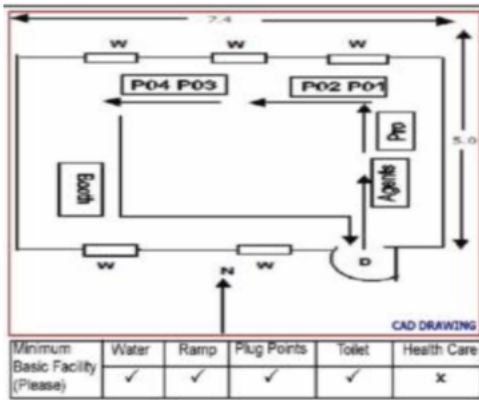 7.4
W W W
P04 P03 P02 P01
Pro
5.0
Agents
Booth
W W D
N
CAD DRAWING
Minimum Basic Facility (Please) Water Ramp Plug Points Toilet Health Care
✓ ✓ ✓ ✓ x